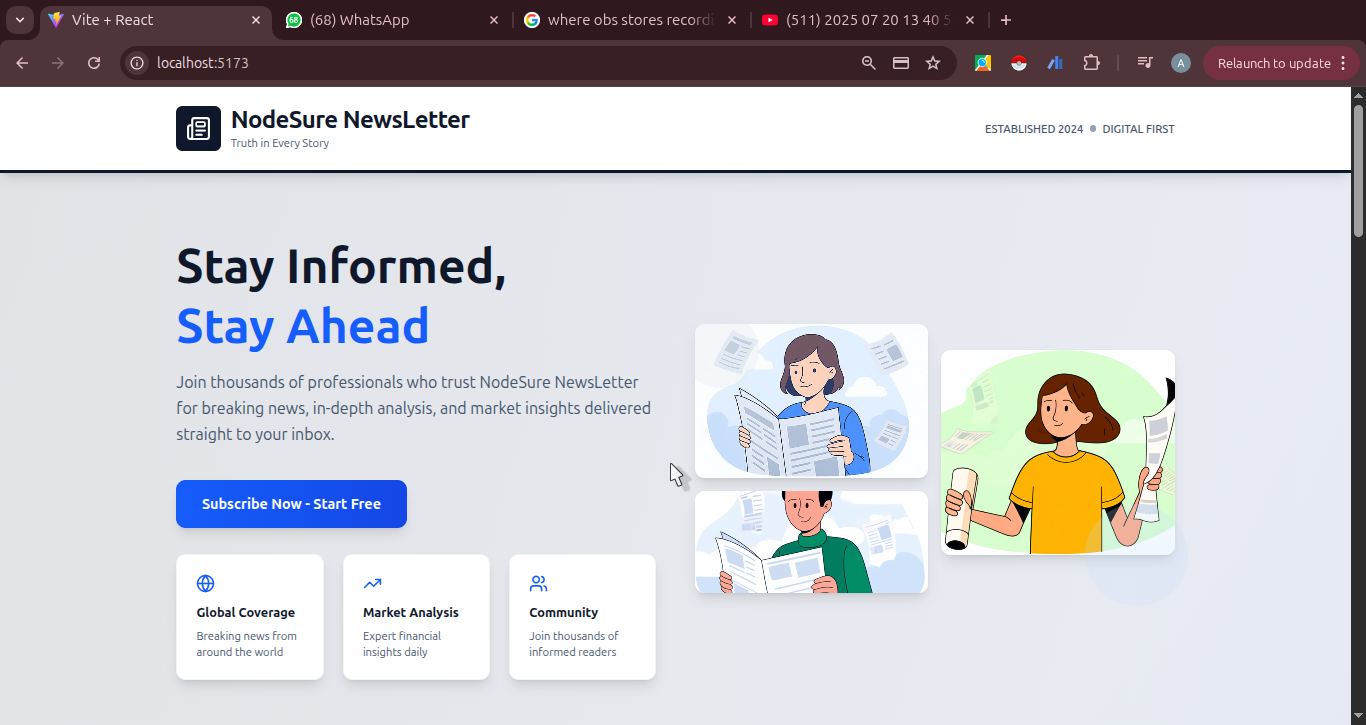 Vite + React
(68) WhatsApp
where obs stores recordi
(511) 2025 07 20 13 40 5
localhost:5173
A
Relaunch to update
NodeSure NewsLetter
Truth in Every Story
ESTABLISHED 2024
DIGITAL FIRST
Stay Informed,
Stay Ahead
Join thousands of professionals who trust NodeSure NewsLetter
for breaking news, in-depth analysis, and market insights delivered
straight to your inbox.
Subscribe Now - Start Free
Global Coverage
Breaking news from
around the world
Market Analysis
Expert financial
insights daily
Community
Join thousands of
informed readers